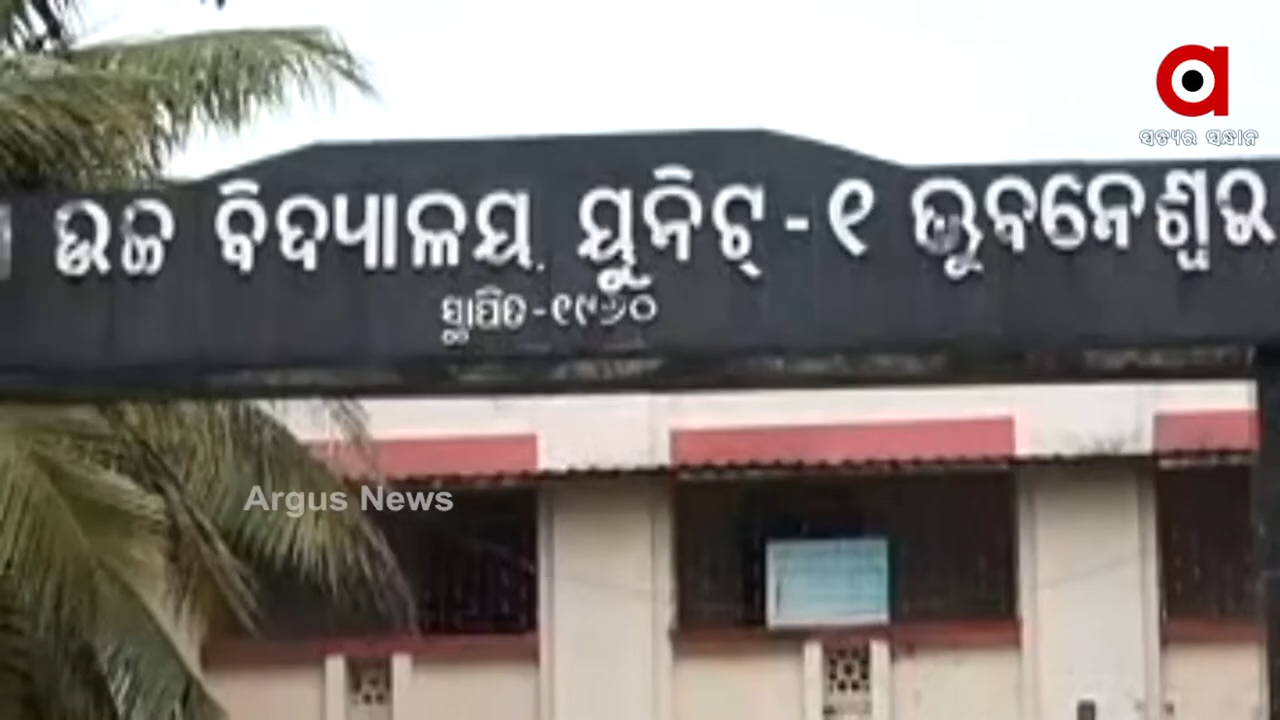 ସତ୍ୟର ସନ୍ଧାନ
ଉଚ୍ଚ ବିଦ୍ୟାଳୟ ୟୁନିଟ୍ - ୧ ଭୁବନେଶ୍ୱର
ସ୍ଥାପିତ-୧୯୬୦
Argus News